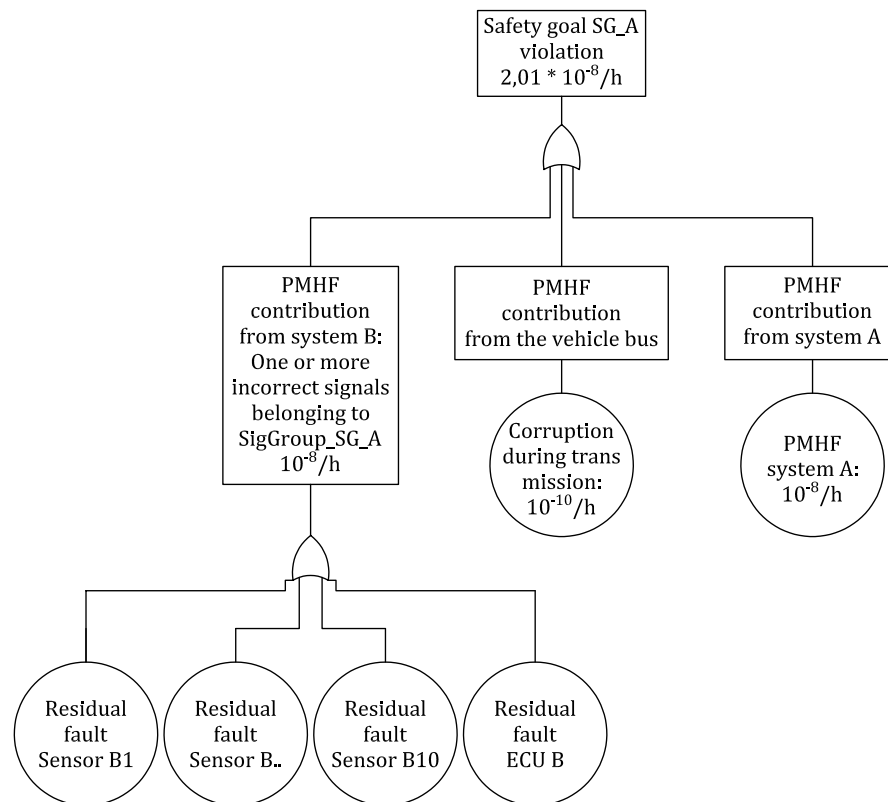 Safety goal SG_A
violation
2,01 * 10⁻⁸/h
PMHF
contribution
from system B:
One or more
incorrect signals
belonging to
SigGroup_SG_A
10⁻⁸/h
PMHF
contribution
from the vehicle bus
PMHF
contribution
from system A
Corruption
during trans
mission:
10⁻¹⁰/h
PMHF
system A:
10⁻⁸/h
Residual
fault
Sensor B1
Residual
fault
Sensor B..
Residual
fault
Sensor B10
Residual
fault
ECU B